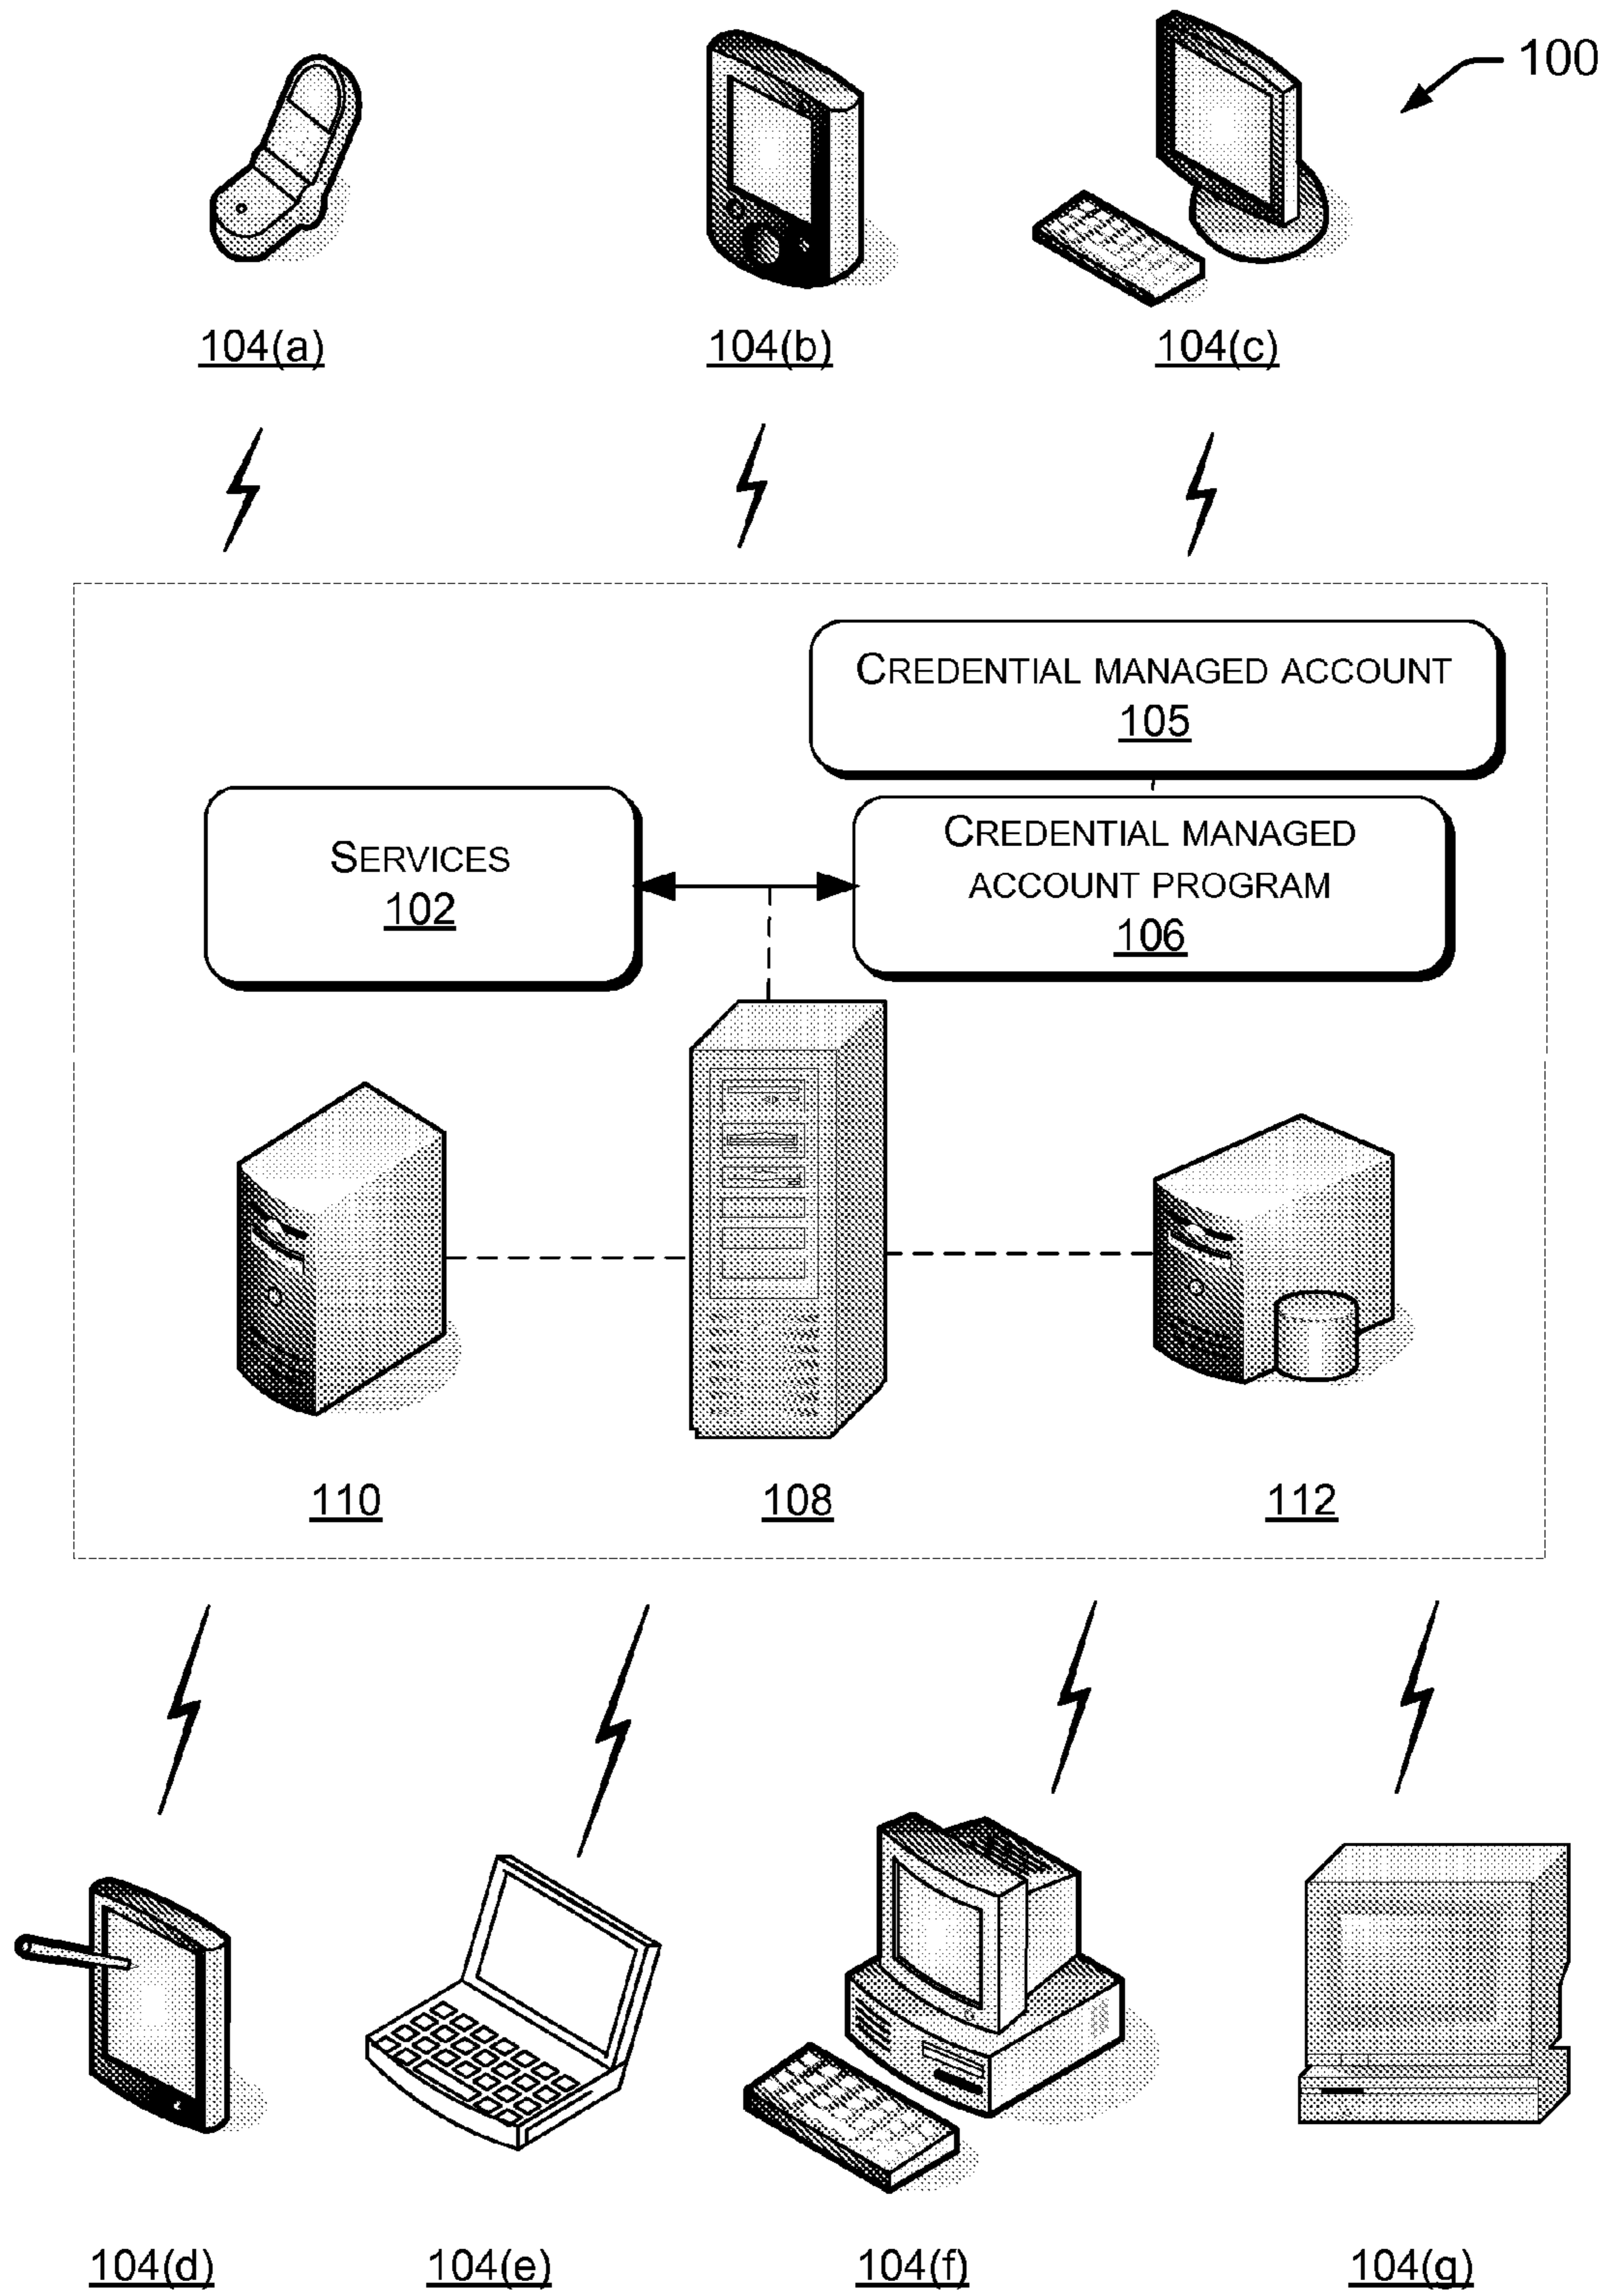 100
104(a)
104(b)
104(c)
CREDENTIAL MANAGED ACCOUNT
105
SERVICES
102
CREDENTIAL MANAGED
ACCOUNT PROGRAM
106
110
108
112
104(d)
104(e)
104(f)
104(g)